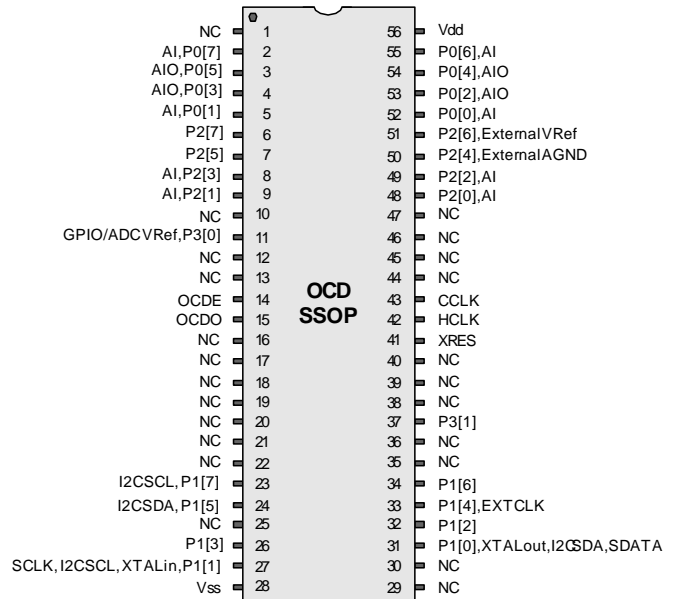 NC 1 56 Vdd
AI,P0[7] 2 55 P0[6],AI
AIO,P0[5] 3 54 P0[4],AIO
AIO,P0[3] 4 53 P0[2],AIO
AI,P0[1] 5 52 P0[0],AI
P2[7] 6 51 P2[6],ExternalVRef
P2[5] 7 50 P2[4],ExternalAGND
AI,P2[3] 8 49 P2[2],AI
AI,P2[1] 9 48 P2[0],AI
NC 10 47 NC
GPIO/ADCVRef,P3[0] 11 46 NC
NC 12 45 NC
NC 13 44 NC
OCD
SSOP
OCDE 14 43 CCLK
OCDO 15 42 HCLK
NC 16 41 XRES
NC 17 40 NC
NC 18 39 NC
NC 19 38 NC
NC 20 37 P3[1]
NC 21 36 NC
NC 22 35 NC
I2CSCL,P1[7] 23 34 P1[6]
I2CSDA,P1[5] 24 33 P1[4],EXTCLK
NC 25 32 P1[2]
P1[3] 26 31 P1[0],XTALout,I2CSDA,SDATA
SCLK,I2CSCL,XTALin,P1[1] 27 30 NC
Vss 28 29 NC